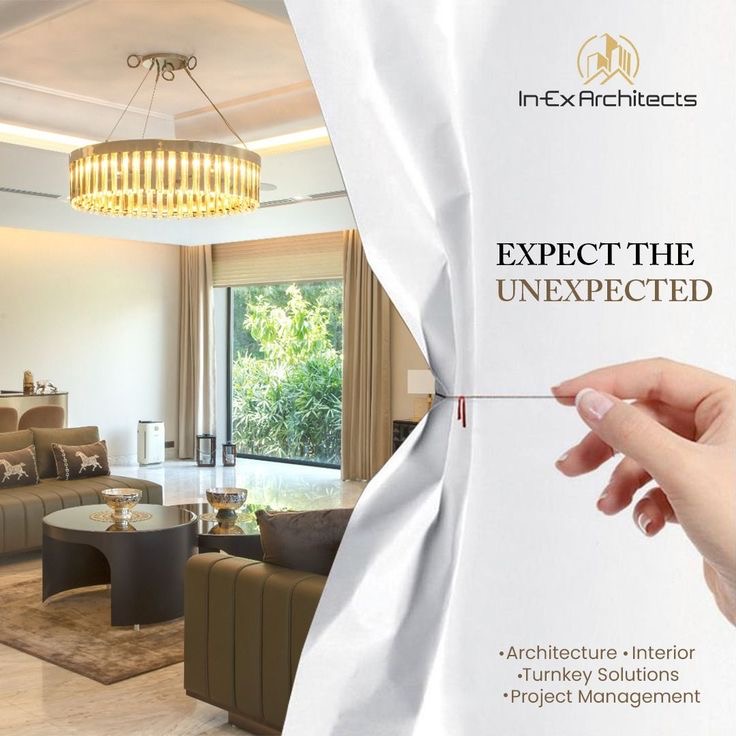 In-Ex Architects
EXPECT THE
UNEXPECTED
•Architecture •Interior
•Turnkey Solutions
•Project Management